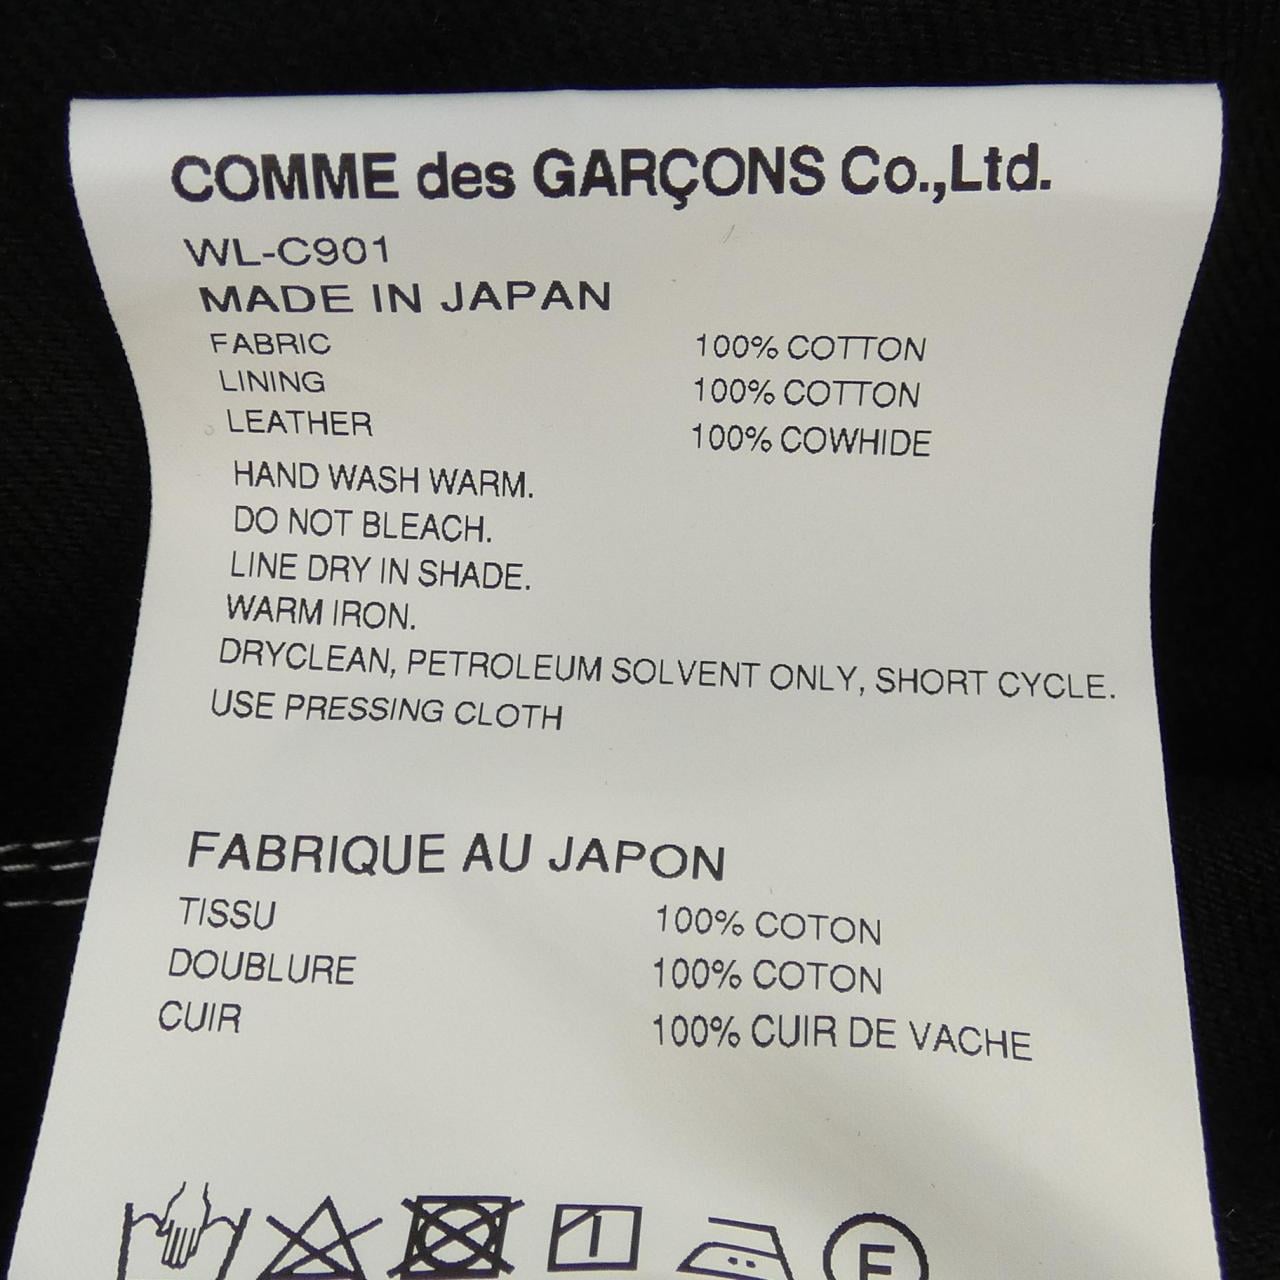 COMME des GARÇONS Co.,Ltd.
WL-C901
MADE IN JAPAN
FABRIC 100% COTTON
LINING 100% COTTON
LEATHER 100% COWHIDE
HAND WASH WARM.
DO NOT BLEACH.
LINE DRY IN SHADE.
WARM IRON.
DRYCLEAN, PETROLEUM SOLVENT ONLY, SHORT CYCLE.
USE PRESSING CLOTH
FABRIQUE AU JAPON
TISSU 100% COTON
DOUBLURE 100% COTON
CUIR 100% CUIR DE VACHE
F